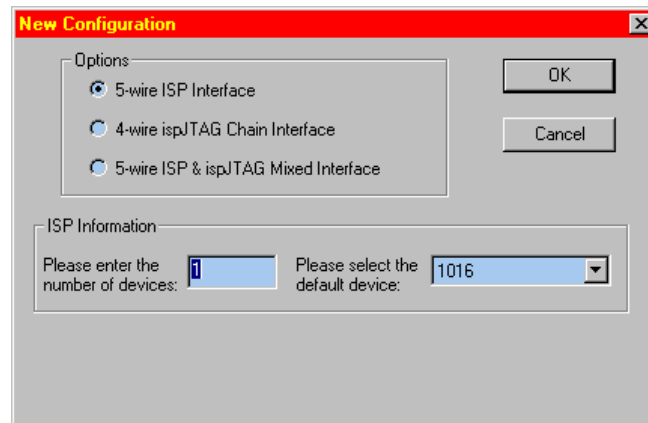 New Configuration
Options
5-wire ISP Interface
4-wire ispJTAG Chain Interface
5-wire ISP & ispJTAG Mixed Interface
OK
Cancel
ISP Information
Please enter the
number of devices:
1
Please select the
default device:
1016